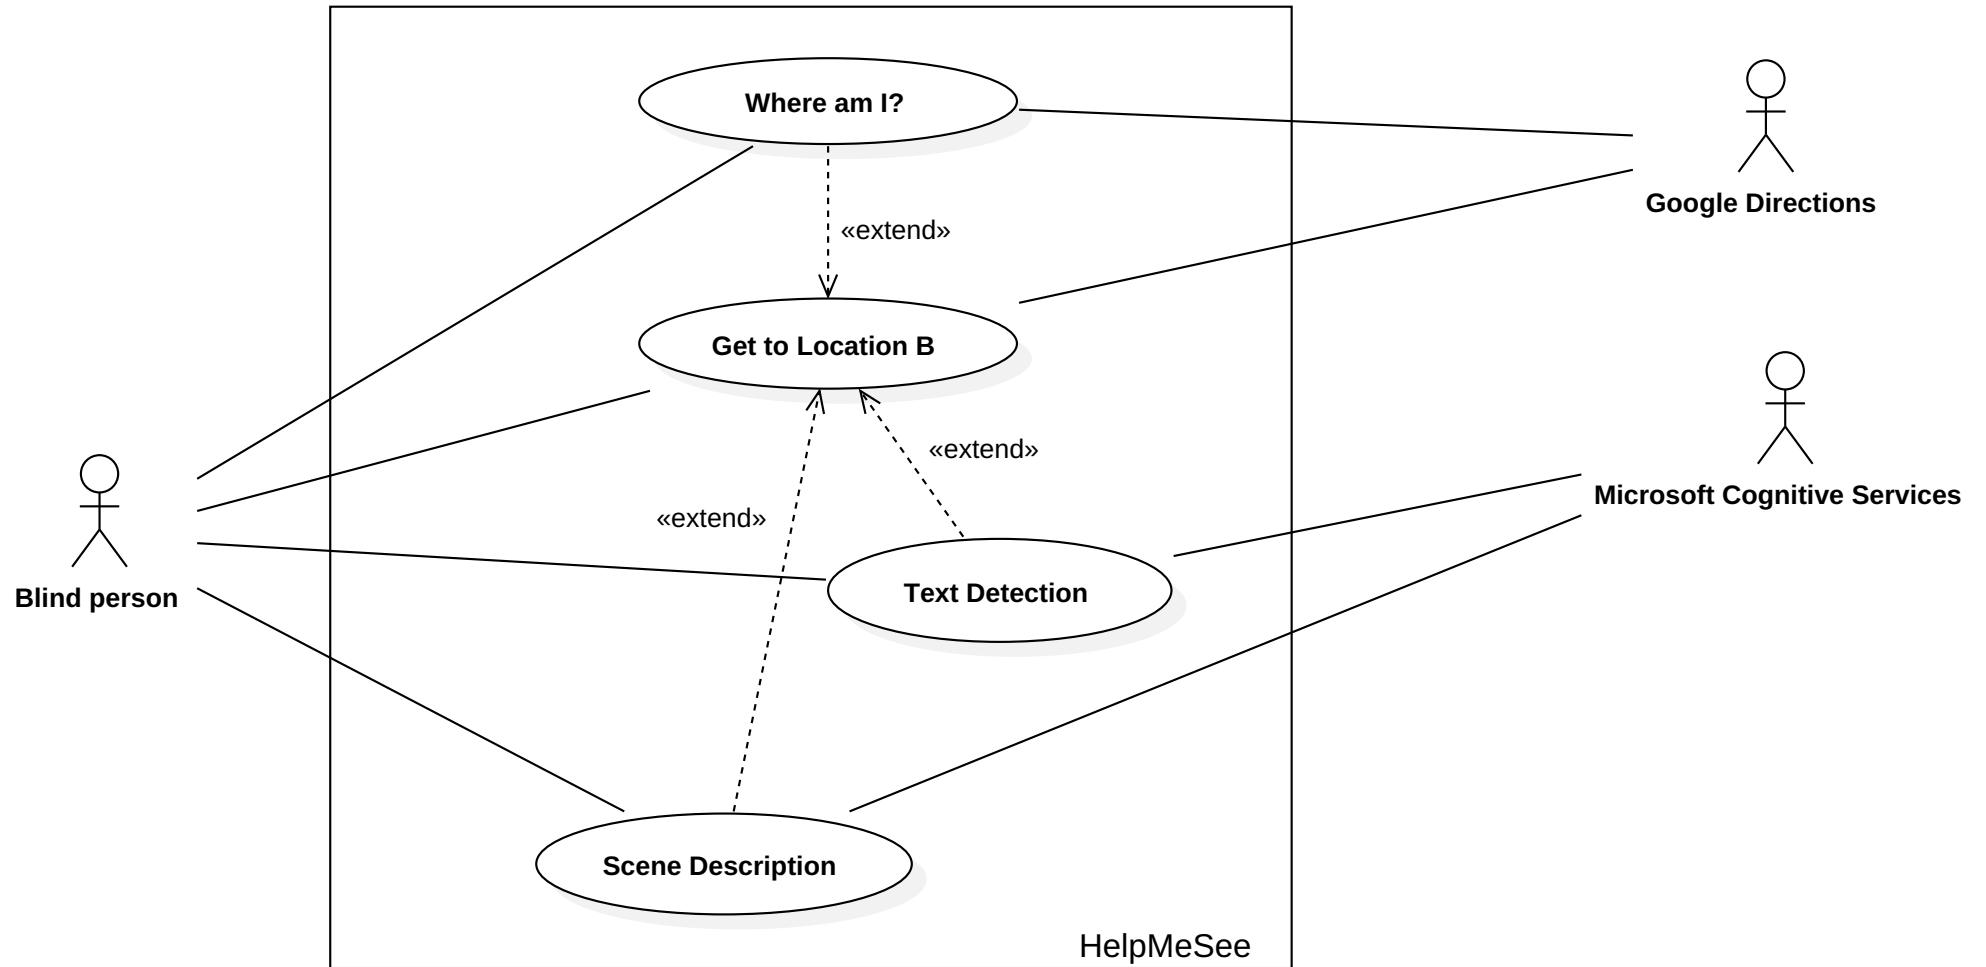 Where am I?
Google Directions
«extend»
Get to Location B
«extend»
Microsoft Cognitive Services
«extend»
Text Detection
Blind person
Scene Description
HelpMeSee